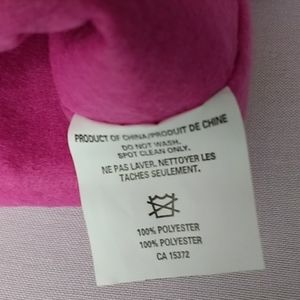 PRODUCT OF CHINA/PRODUIT DE CHINE
DO NOT WASH.
SPOT CLEAN ONLY.
NE PAS LAVER. NETTOYER LES
TACHES SEULEMENT.
100% POLYESTER
100% POLYESTER
CA 15372